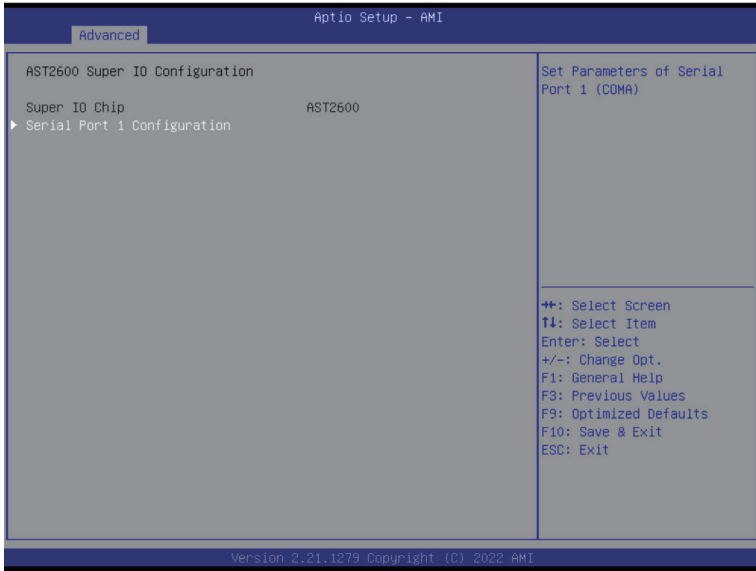 Aptio Setup - AMI
Advanced
AST2600 Super IO Configuration
Super IO Chip AST2600
▶ Serial Port 1 Configuration
Set Parameters of Serial
Port 1 (COMA)
→←: Select Screen
↑↓: Select Item
Enter: Select
+/-: Change Opt.
F1: General Help
F3: Previous Values
F9: Optimized Defaults
F10: Save & Exit
ESC: Exit
Version 2.21.1279 Copyright (C) 2022 AMI